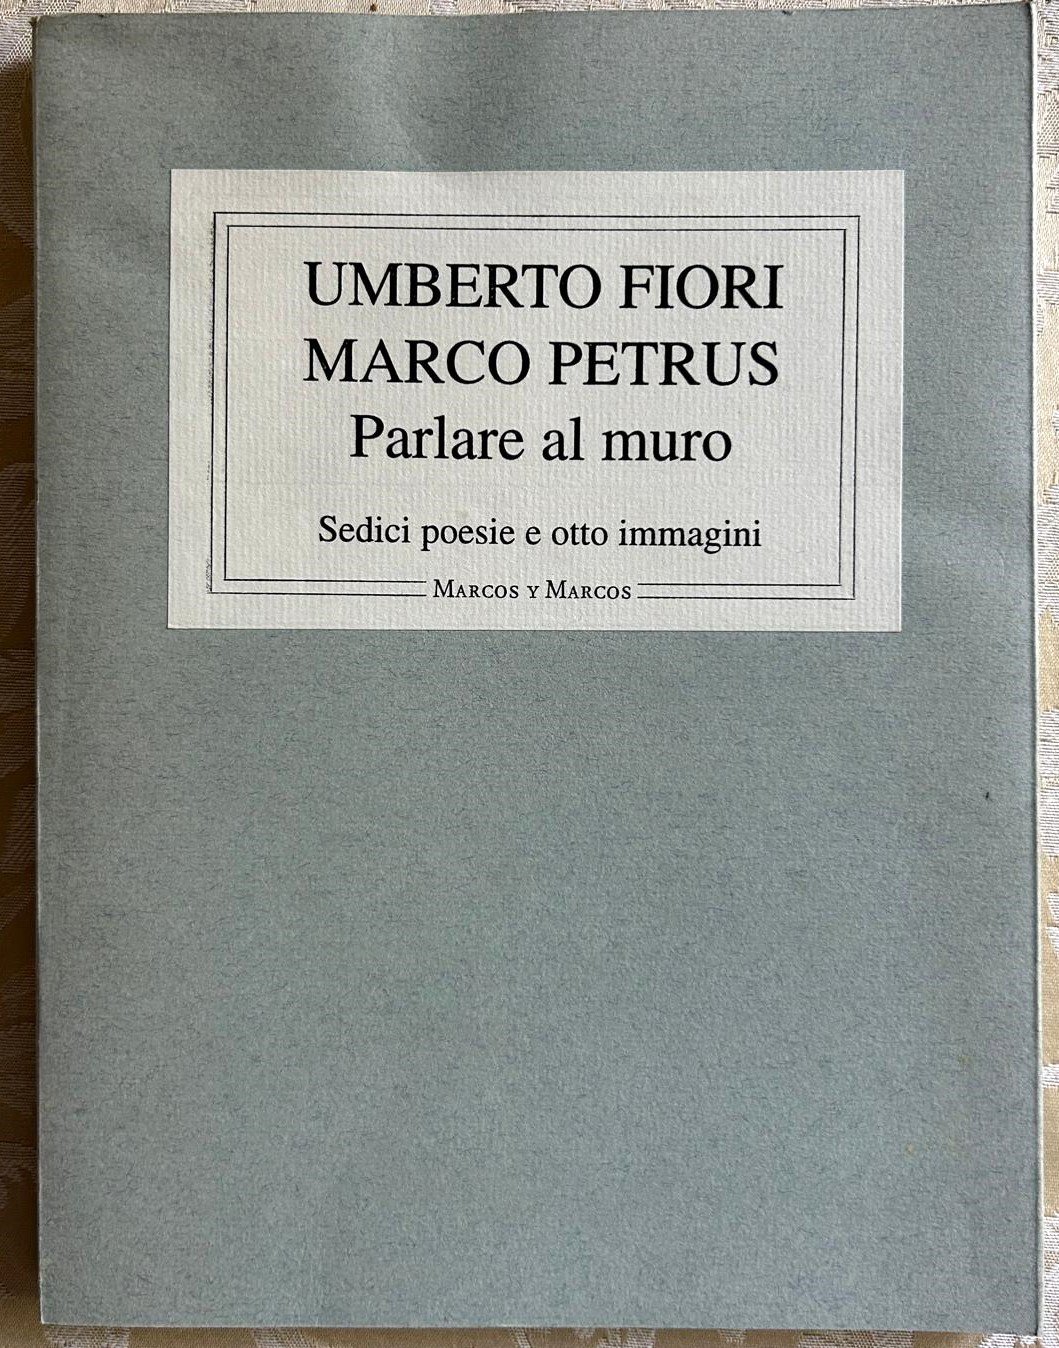 UMBERTO FIORI
MARCO PETRUS
Parlare al muro
Sedici poesie e otto immagini
MARCOS Y MARCOS